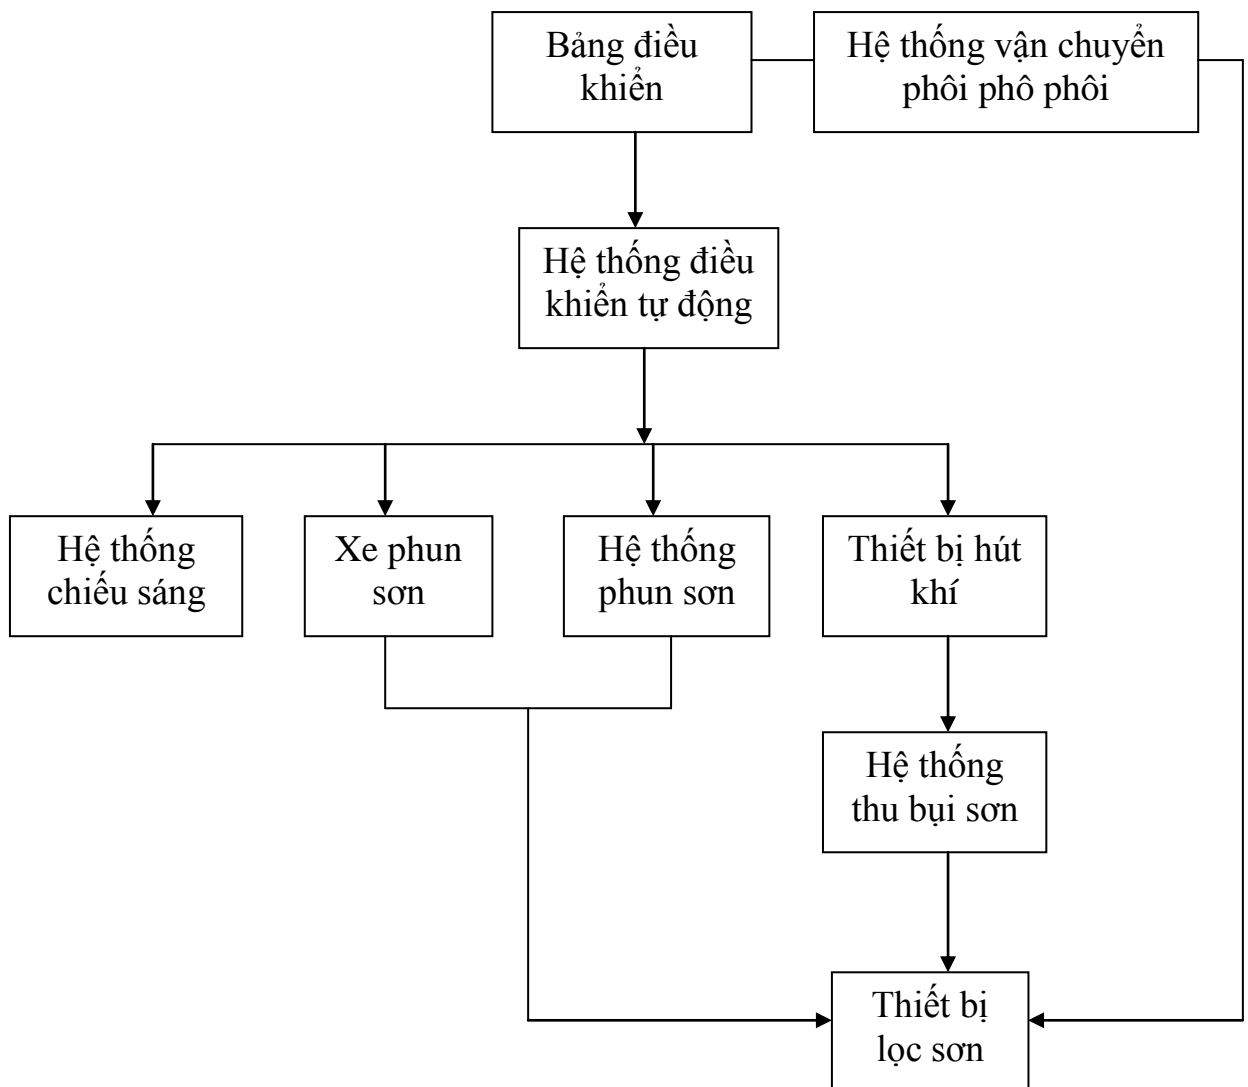 Bảng điều
khiển
Hệ thống vận chuyển
phôi phô phôi
Hệ thống điều
khiển tự động
Hệ thống
chiếu sáng
Xe phun
sơn
Hệ thống
phun sơn
Thiết bị hút
khí
Hệ thống
thu bụi sơn
Thiết bị
lọc sơn